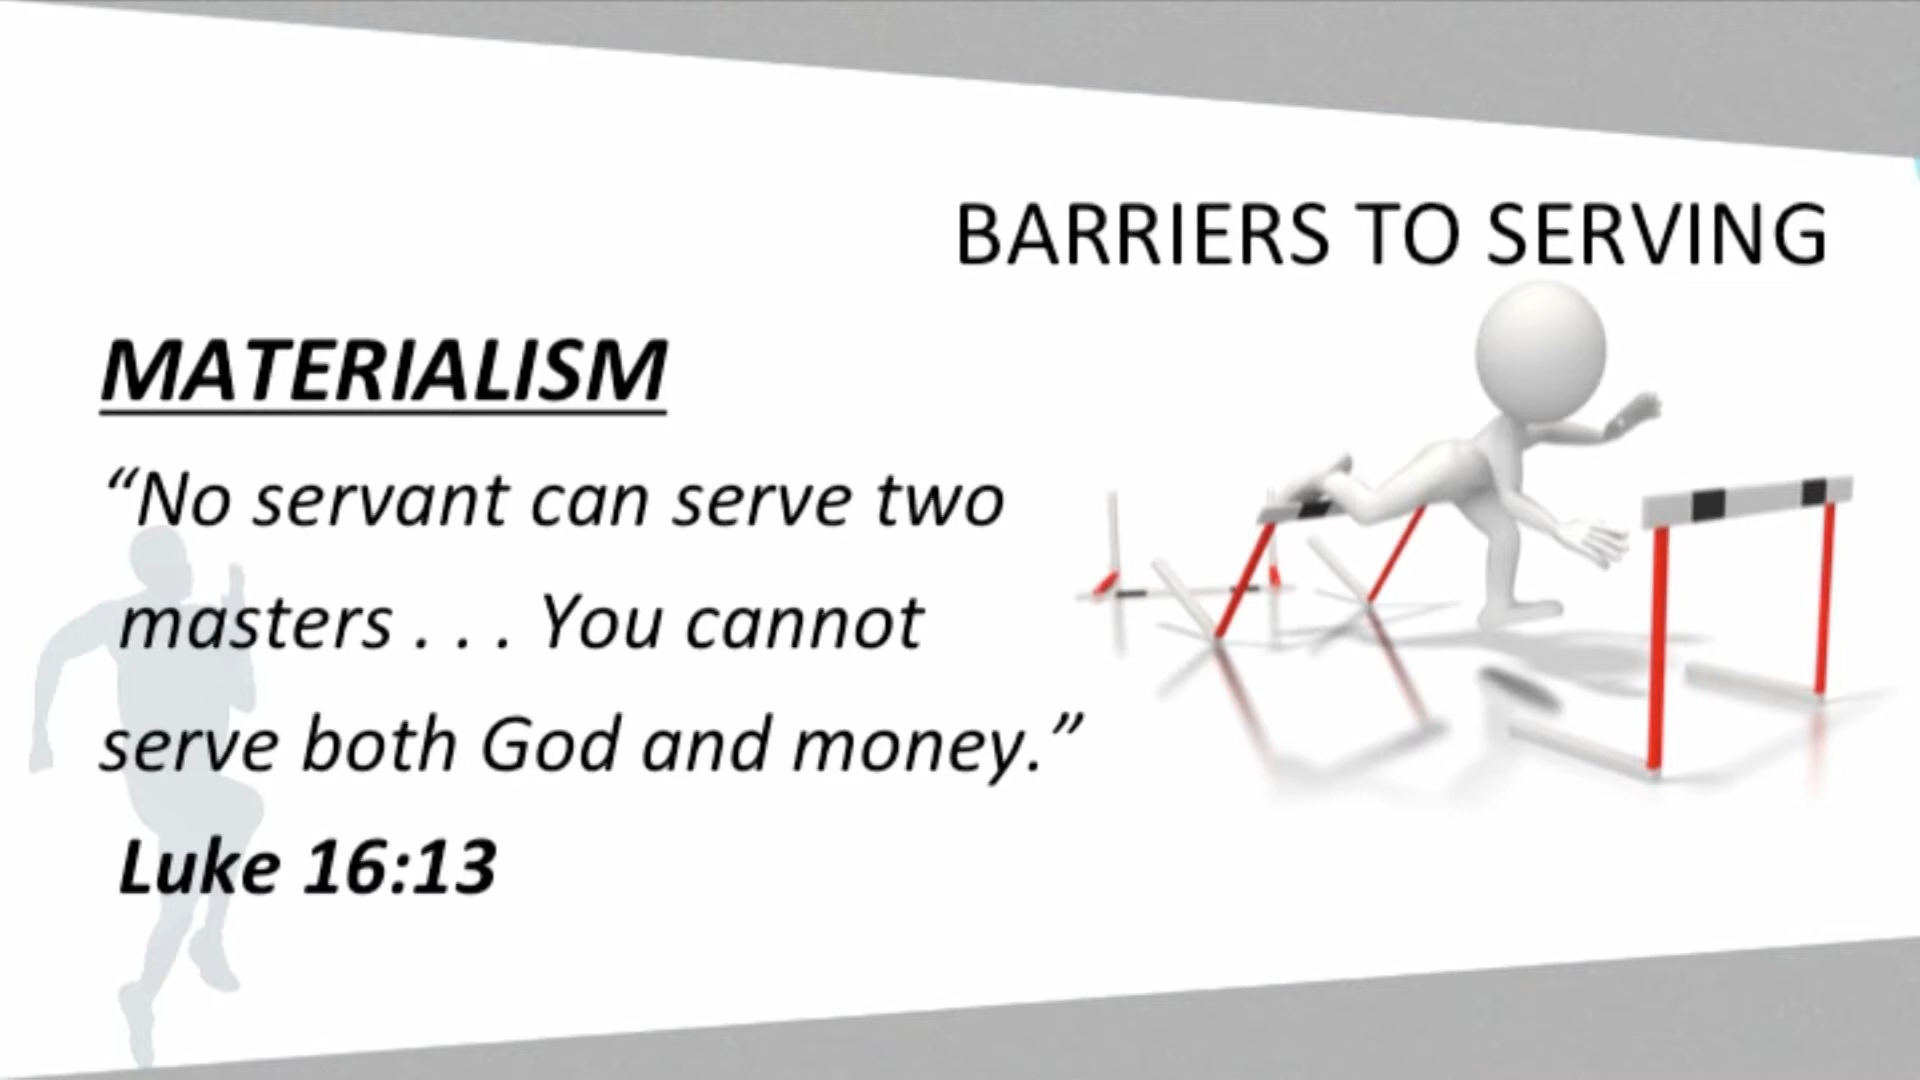 BARRIERS TO SERVING
MATERIALISM
“No servant can serve two
masters . . . You cannot
serve both God and money.”
Luke 16:13